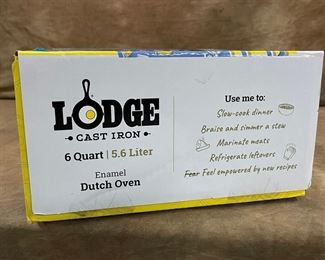 LODGE
CAST IRON
6 Quart | 5.6 Liter
Enamel
Dutch Oven
Use me to:
Slow-cook dinner
Braise and simmer a stew
Marinate meats
Refrigerate leftovers
Fear Feel empowered by new recipes